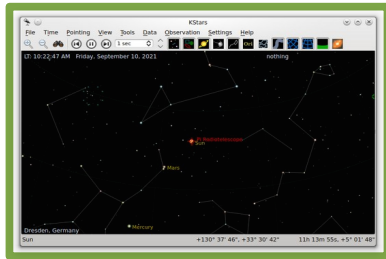 KStars
File Time Pointing View Tools Data Observation Settings Help
1 sec
LT: 10:22:47 AM Friday, September 10, 2021 nothing
Sun
Mars
Mercury
Dresden, Germany
Sun +130° 37' 46", +33° 30' 42" 11h 13m 55s, +5° 01' 48"